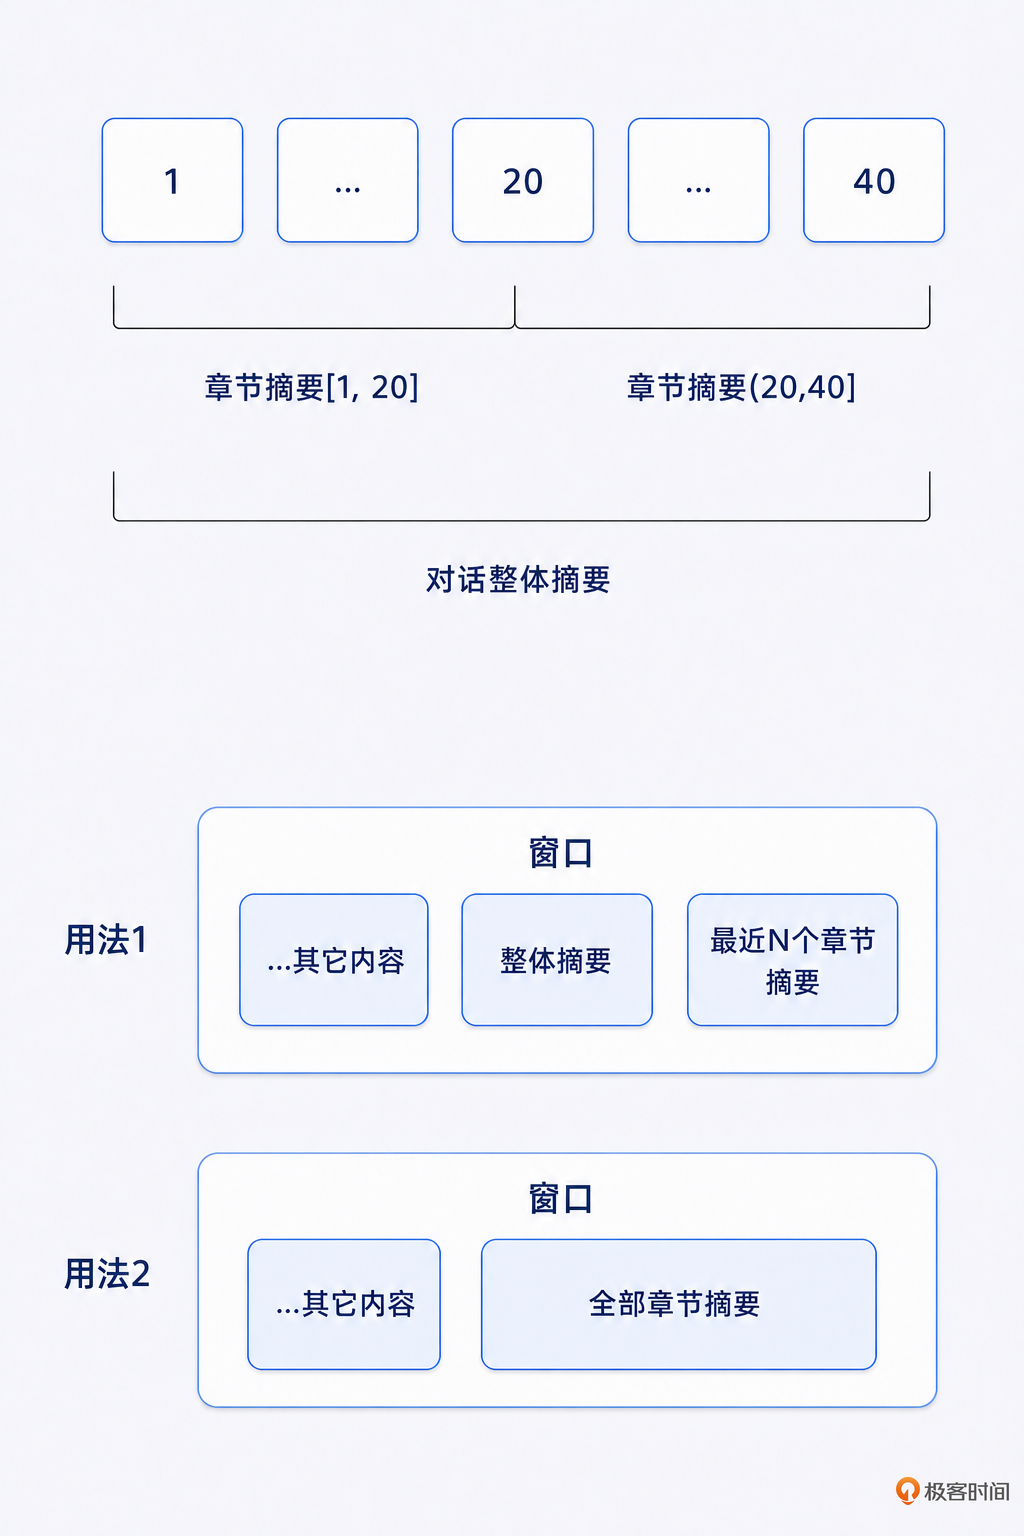 1
...
20
...
40
章节摘要[1, 20]
章节摘要(20,40]
对话整体摘要
窗口
用法1
...其它内容
整体摘要
最近N个章节
摘要
窗口
用法2
...其它内容
全部章节摘要
极客时间